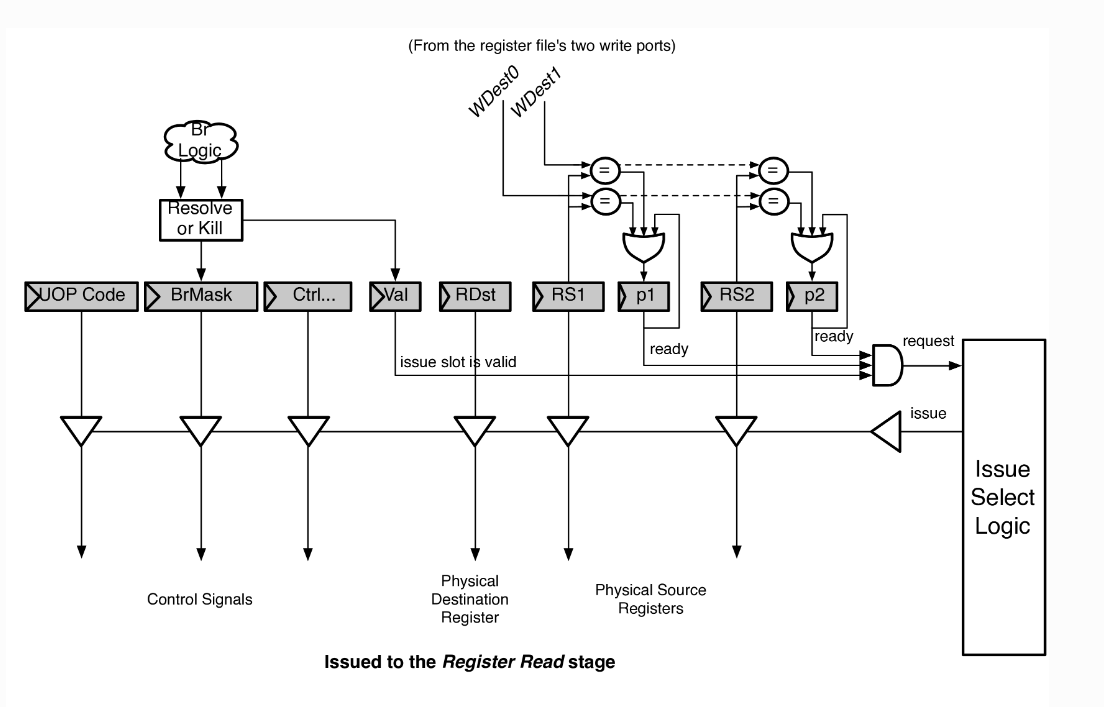 (From the register file's two write ports)
WDest0
WDest1
Br
Logic
=
=
=
=
Resolve
or Kill
UOP Code
BrMask
Ctrl...
Val
RDst
RS1
p1
RS2
p2
ready
ready
request
issue slot is valid
issue
Issue
Select
Logic
Control Signals
Physical
Destination
Register
Physical Source
Registers
Issued to the Register Read stage